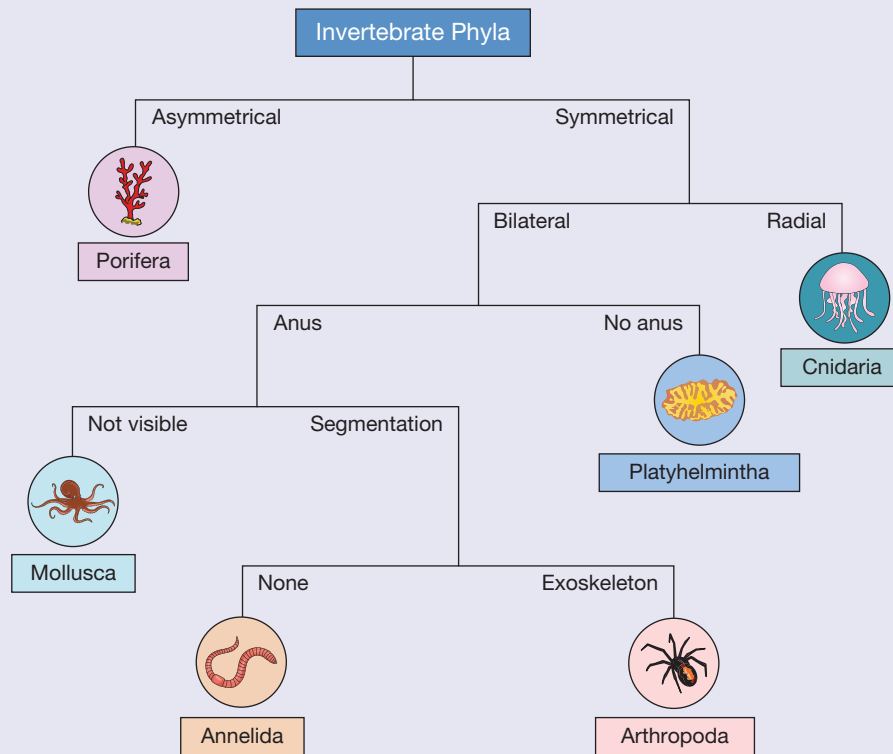 Invertebrate Phyla
Asymmetrical
Symmetrical
Porifera
Bilateral
Radial
Cnidaria
Anus
No anus
Platyhelmintha
Not visible
Segmentation
Mollusca
None
Exoskeleton
Annelida
Arthropoda